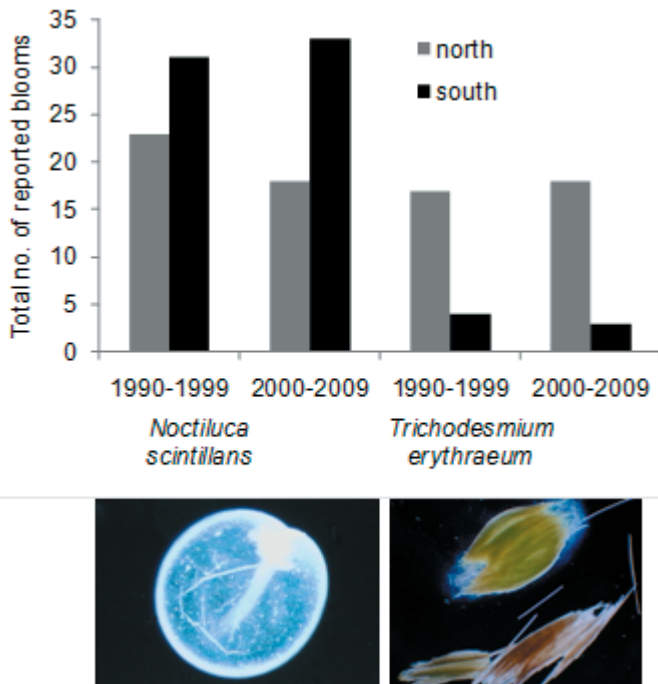 Total no. of reported blooms
35
30
25
20
15
10
5
0
north
south
1990-1999 2000-2009 1990-1999 2000-2009
Noctiluca Trichodesmium
scintillans erythraeum